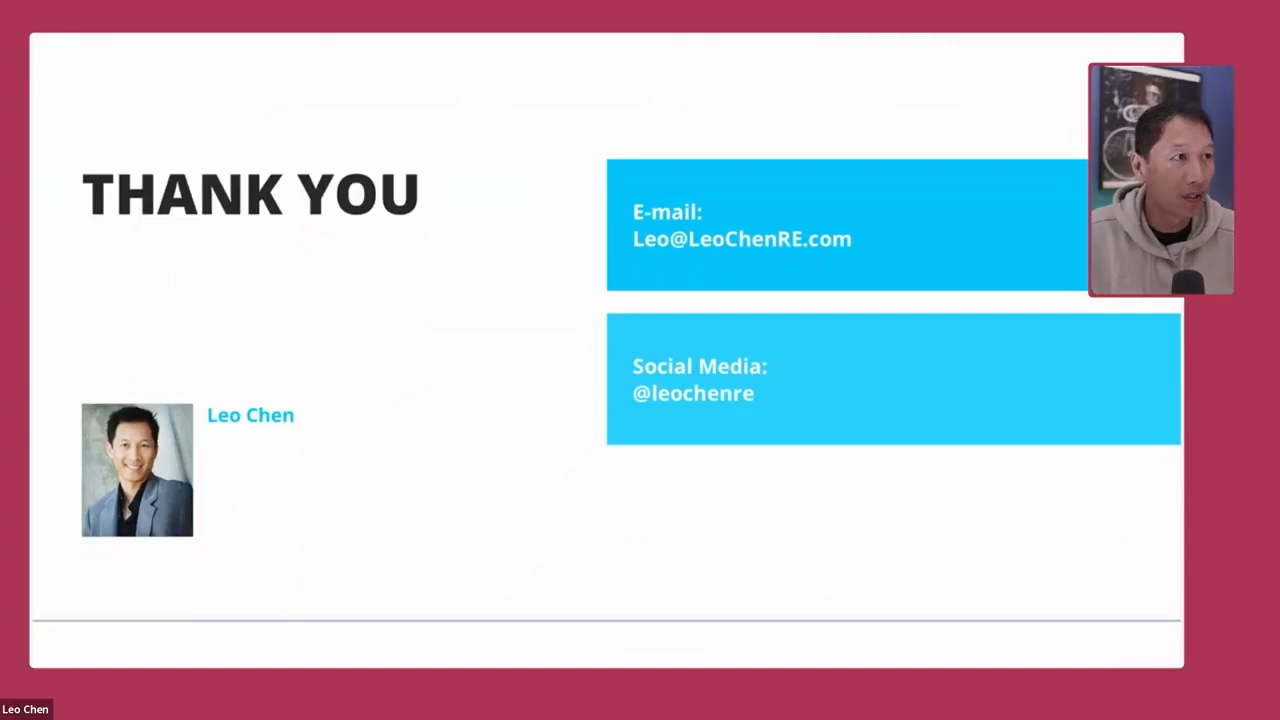 THANK YOU
E-mail:
Leo@LeoChenRE.com
Social Media:
@leochenre
Leo Chen
Leo Chen